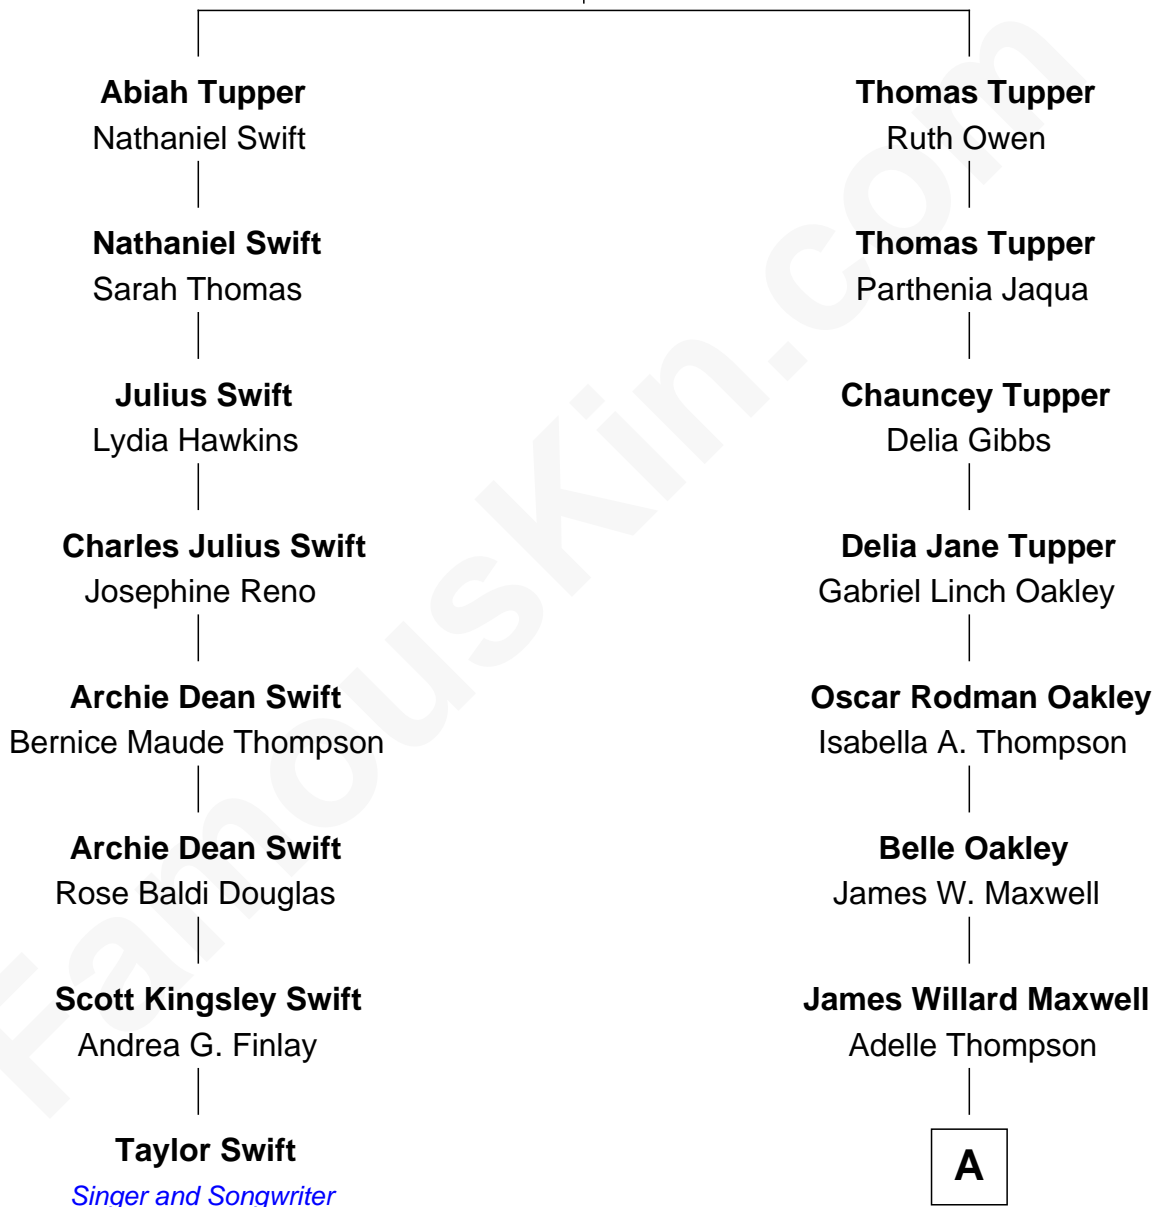 Abiah Tupper
Nathaniel Swift
Nathaniel Swift
Sarah Thomas
Julius Swift
Lydia Hawkins
Charles Julius Swift
Josephine Reno
Archie Dean Swift
Bernice Maude Thompson
Archie Dean Swift
Rose Baldi Douglas
Scott Kingsley Swift
Andrea G. Finlay
Taylor Swift
Singer and Songwriter
Thomas Tupper
Ruth Owen
Thomas Tupper
Parthenia Jaqua
Chauncey Tupper
Delia Gibbs
Delia Jane Tupper
Gabriel Linch Oakley
Oscar Rodman Oakley
Isabella A. Thompson
Belle Oakley
James W. Maxwell
James Willard Maxwell
Adelle Thompson
A
FamousKin.com